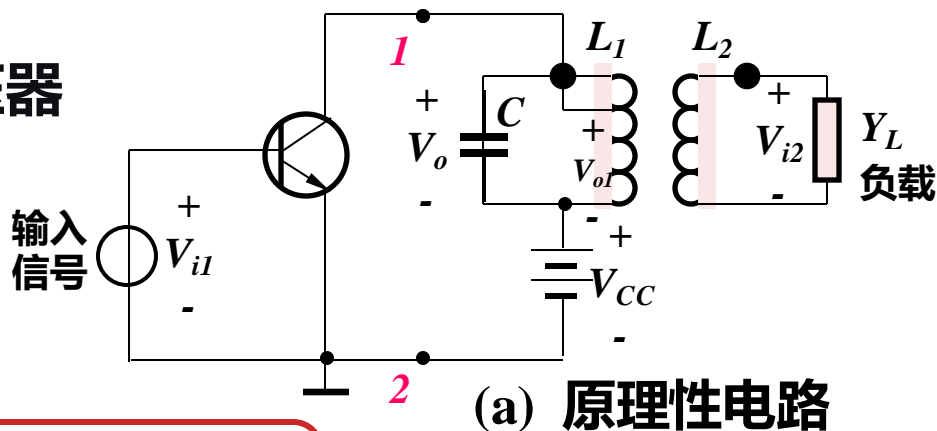 压器
1
L1 L2
+ C + +
Vo Vo1 Vi2 YL
- - - 负载
输入
信号
+
Vi1
-
+
VCC
-
2
(a) 原理性电路